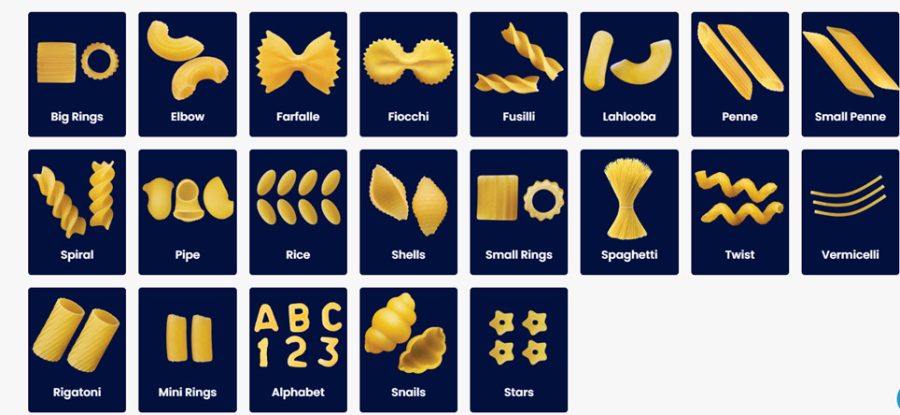 Big Rings
Elbow
Farfalle
Fiocchi
Fusilli
Lahlooba
Penne
Small Penne
Spiral
Pipe
Rice
Shells
Small Rings
Spaghetti
Twist
Vermicelli
A B C
1 2 3
Rigatoni
Mini Rings
Alphabet
Snails
Stars